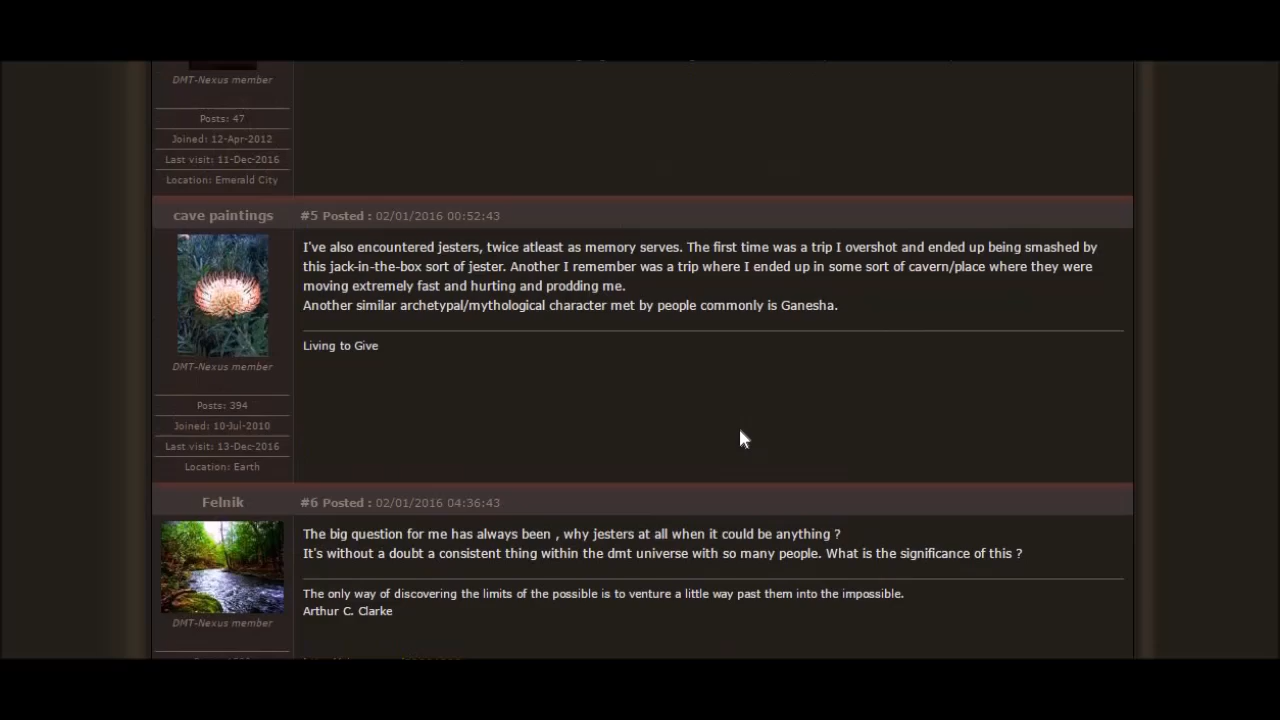 DMT-Nexus member
Posts: 47
Joined: 12-Apr-2012
Last visit: 11-Dec-2016
Location: Emerald City
cave paintings
#5 Posted : 02/01/2016 00:52:43
I've also encountered jesters, twice atleast as memory serves. The first time was a trip I overshot and ended up being smashed by
this jack-in-the-box sort of jester. Another I remember was a trip where I ended up in some sort of cavern/place where they were
moving extremely fast and hurting and prodding me.
Another similar archetypal/mythological character met by people commonly is Ganesha.
Living to Give
DMT-Nexus member
Posts: 394
Joined: 10-Jul-2010
Last visit: 13-Dec-2016
Location: Earth
Felnik
#6 Posted : 02/01/2016 04:36:43
The big question for me has always been , why jesters at all when it could be anything ?
It's without a doubt a consistent thing within the dmt universe with so many people. What is the significance of this ?
The only way of discovering the limits of the possible is to venture a little way past them into the impossible.
Arthur C. Clarke
DMT-Nexus member